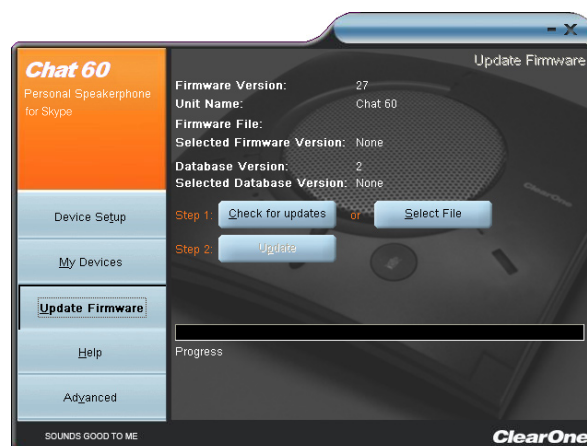 Update Firmware
Chat 60
Personal Speakerphone
for Skype
Firmware Version: 27
Unit Name: Chat 60
Firmware File:
Selected Firmware Version: None
Database Version: 2
Selected Database Version: None
Step 1: Check for updates or Select File
Step 2: Update
Progress
Device Setup
My Devices
Update Firmware
Help
Advanced
SOUNDS GOOD TO ME
ClearOne
ClearOne